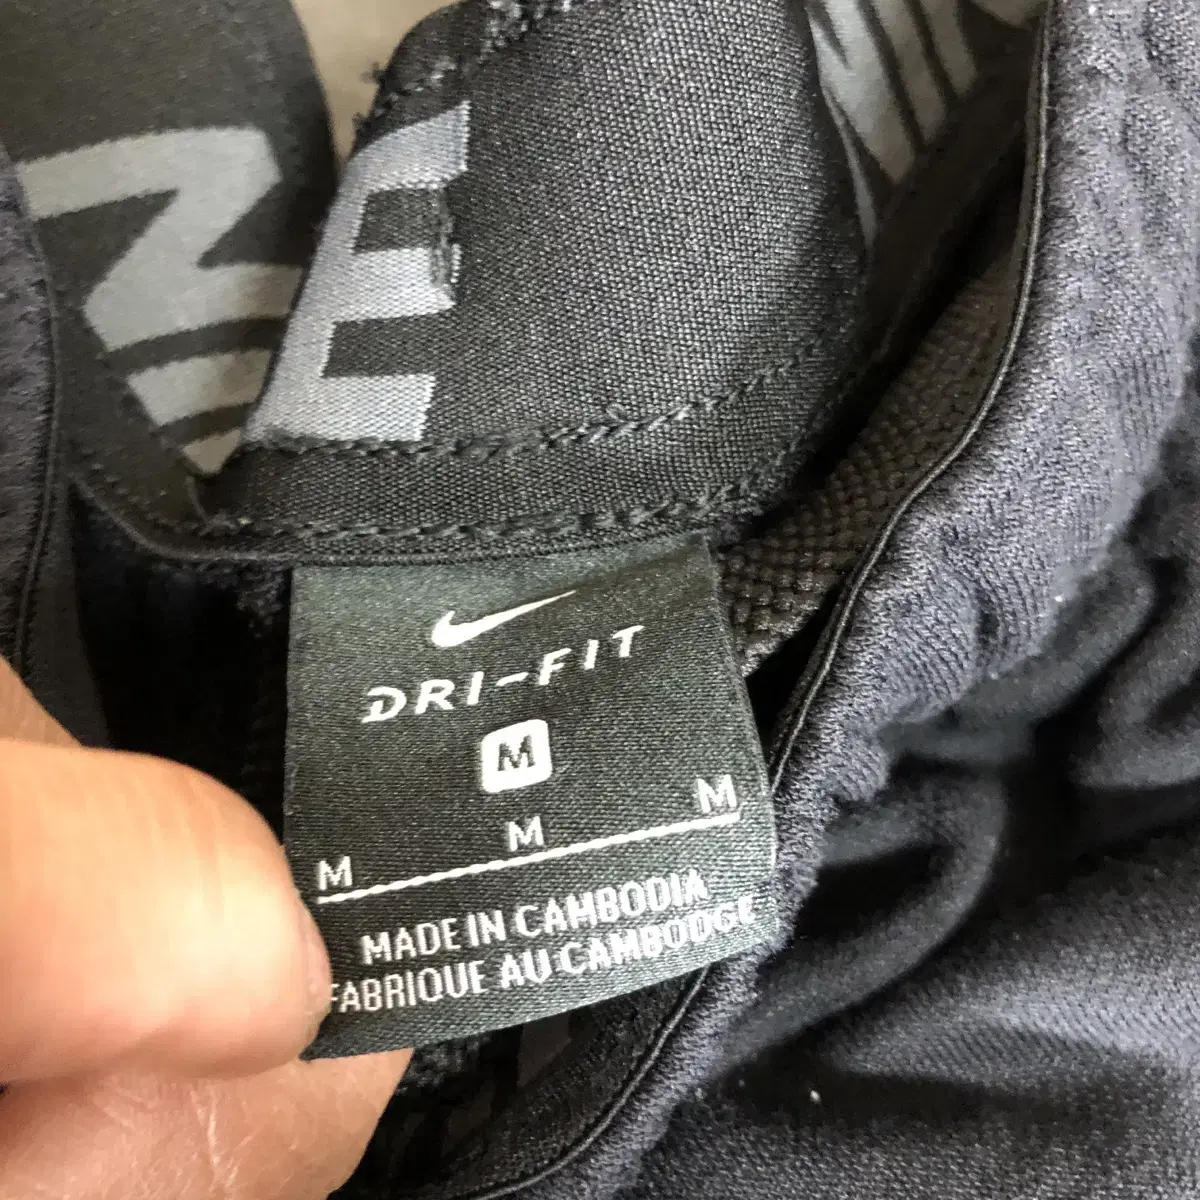 N
E
DRI-FIT
M
M M M
MADE IN CAMBODIA
FABRIQUE AU CAMBODGE